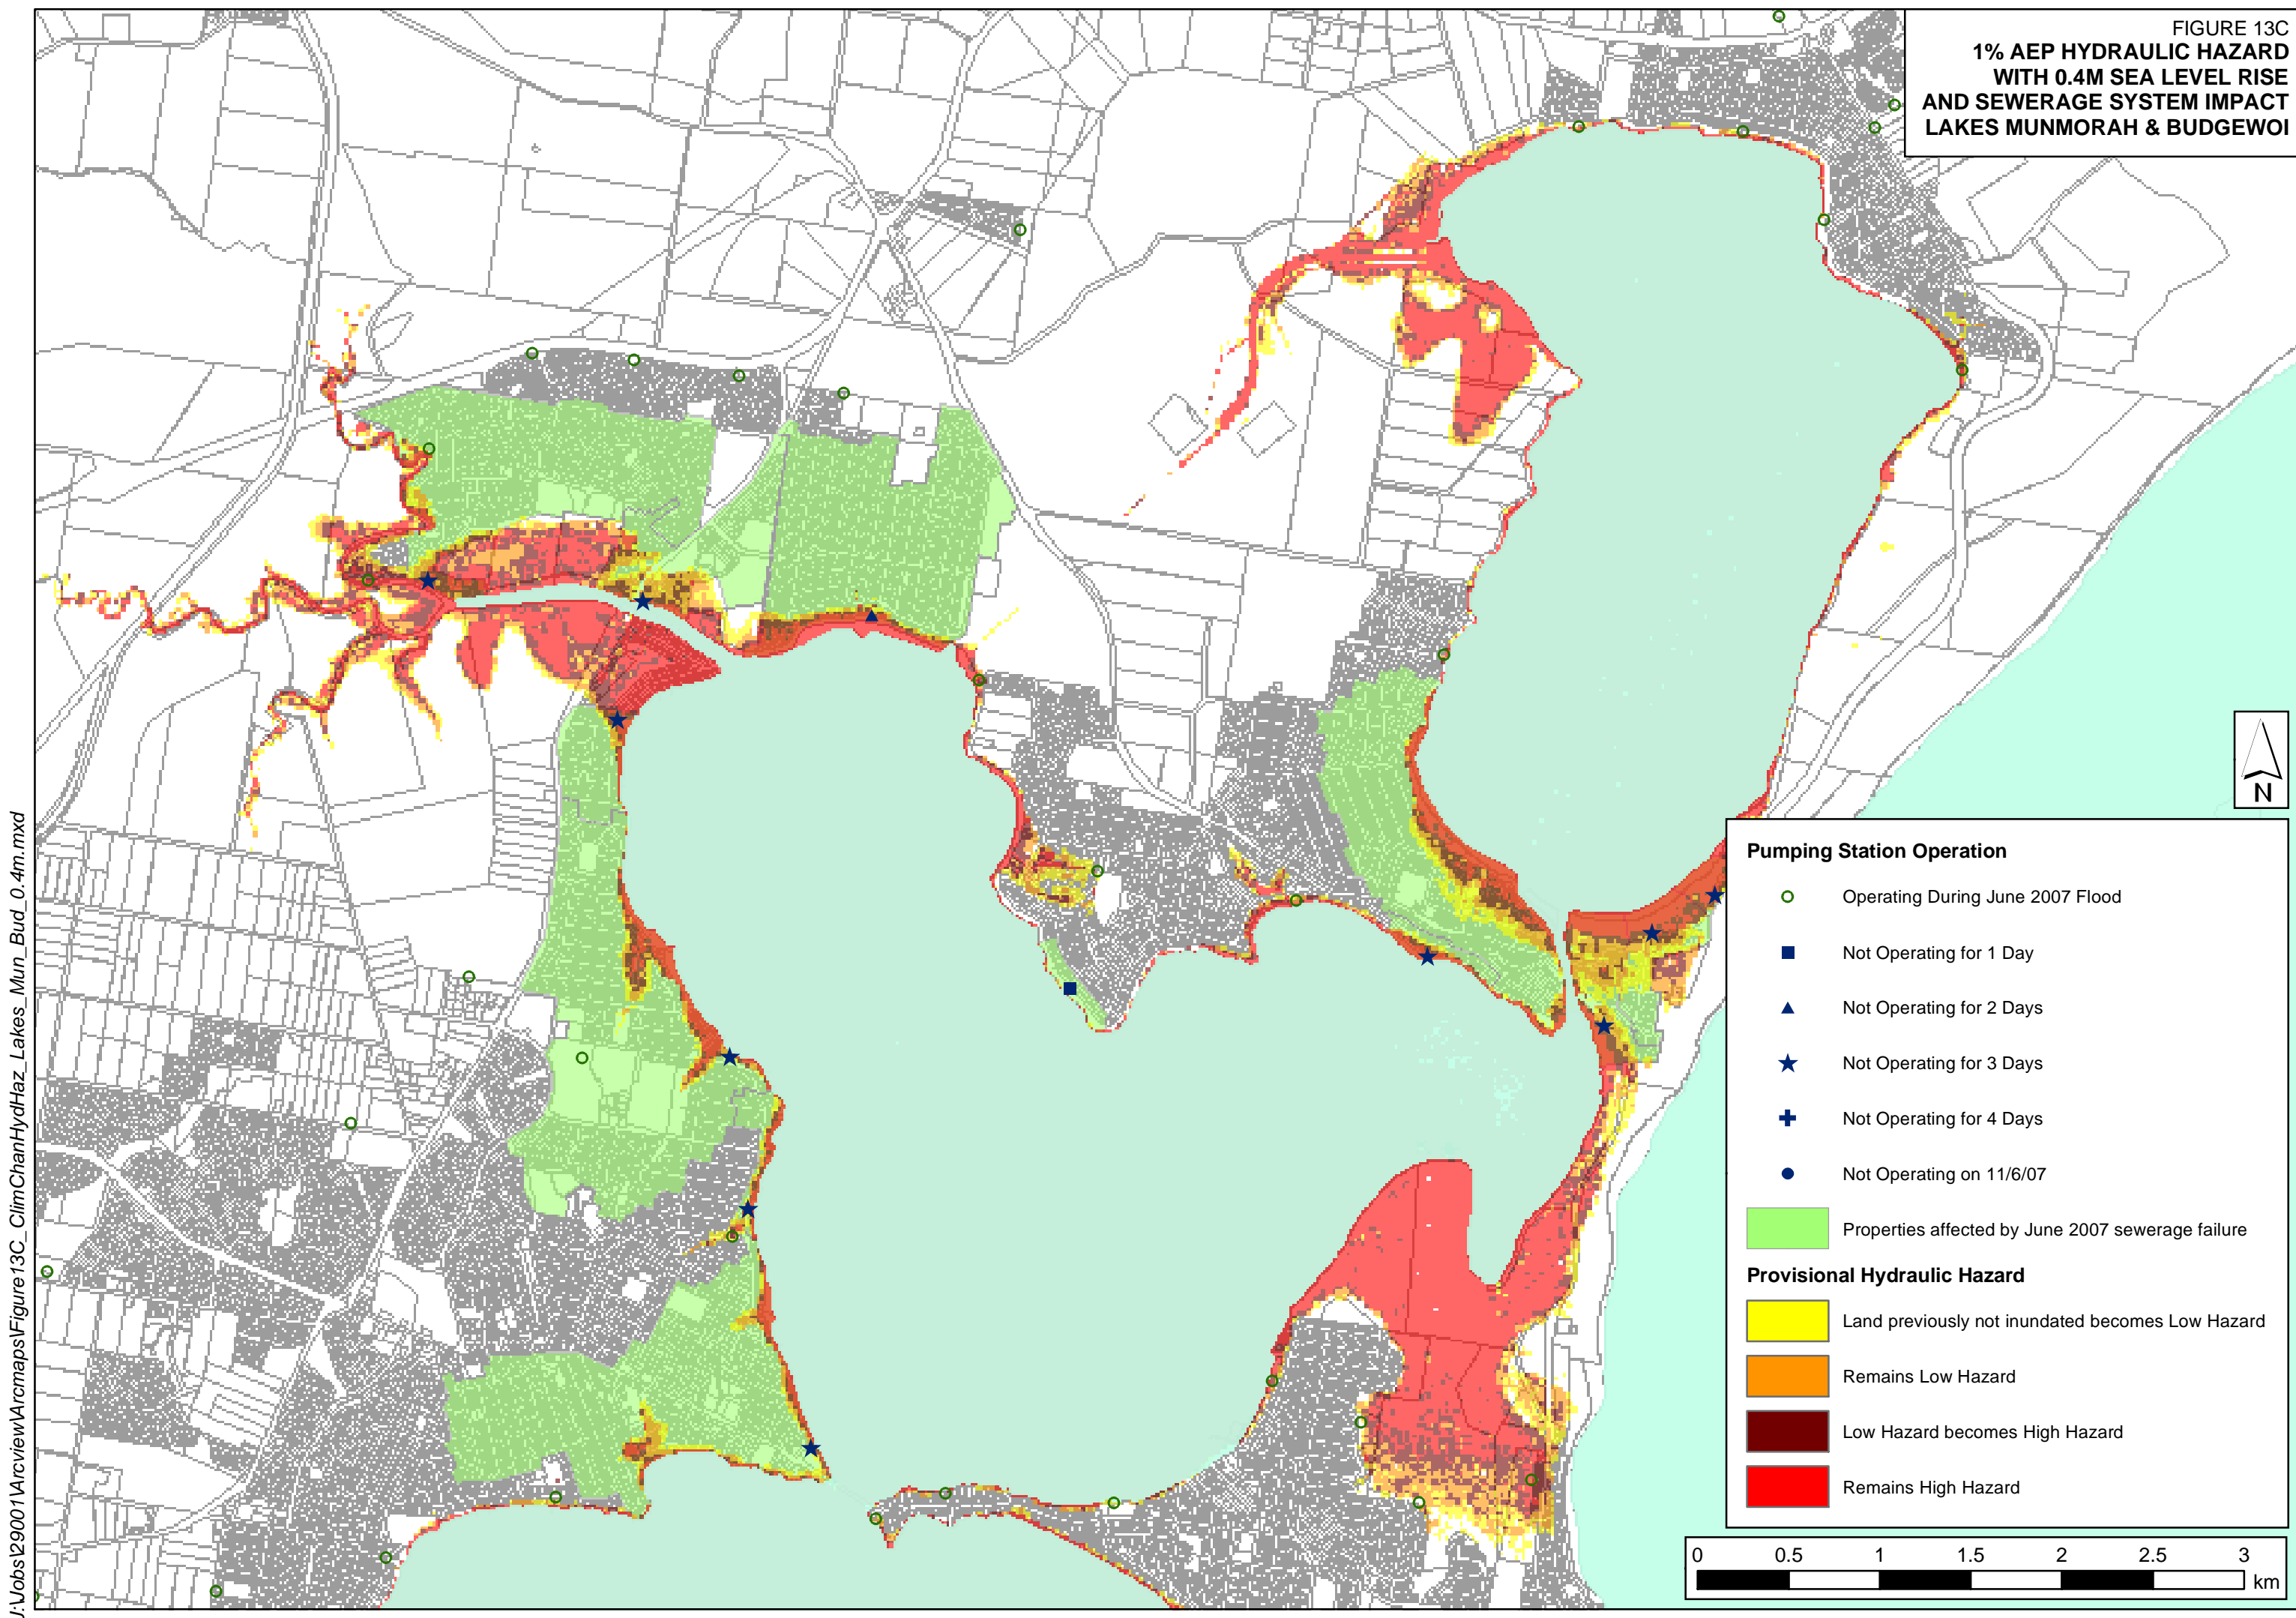 FIGURE 13C
1% AEP HYDRAULIC HAZARD
WITH 0.4M SEA LEVEL RISE
AND SEWERAGE SYSTEM IMPACT
LAKES MUNMORAH & BUDGEWOI
N
Pumping Station Operation
Operating During June 2007 Flood
Not Operating for 1 Day
Not Operating for 2 Days
Not Operating for 3 Days
Not Operating for 4 Days
Not Operating on 11/6/07
Properties affected by June 2007 sewerage failure
Provisional Hydraulic Hazard
Land previously not inundated becomes Low Hazard
Remains Low Hazard
Low Hazard becomes High Hazard
Remains High Hazard
0 0.5 1 1.5 2 2.5 3
km
J:\Jobs\29001\Arcview\Arcmaps\Figure13C_ClimChanHydHaz_Lakes_Mun_Bud_0.4m.mxd